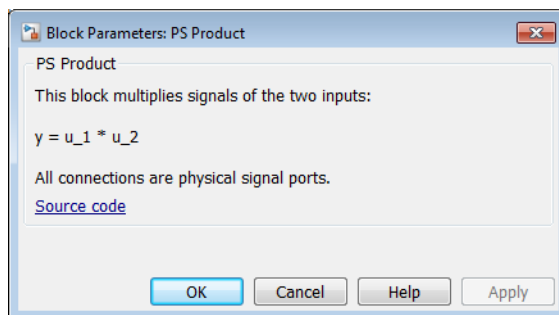 Block Parameters: PS Product
PS Product
This block multiplies signals of the two inputs:
y = u_1 * u_2
All connections are physical signal ports.
Source code
OK Cancel Help Apply